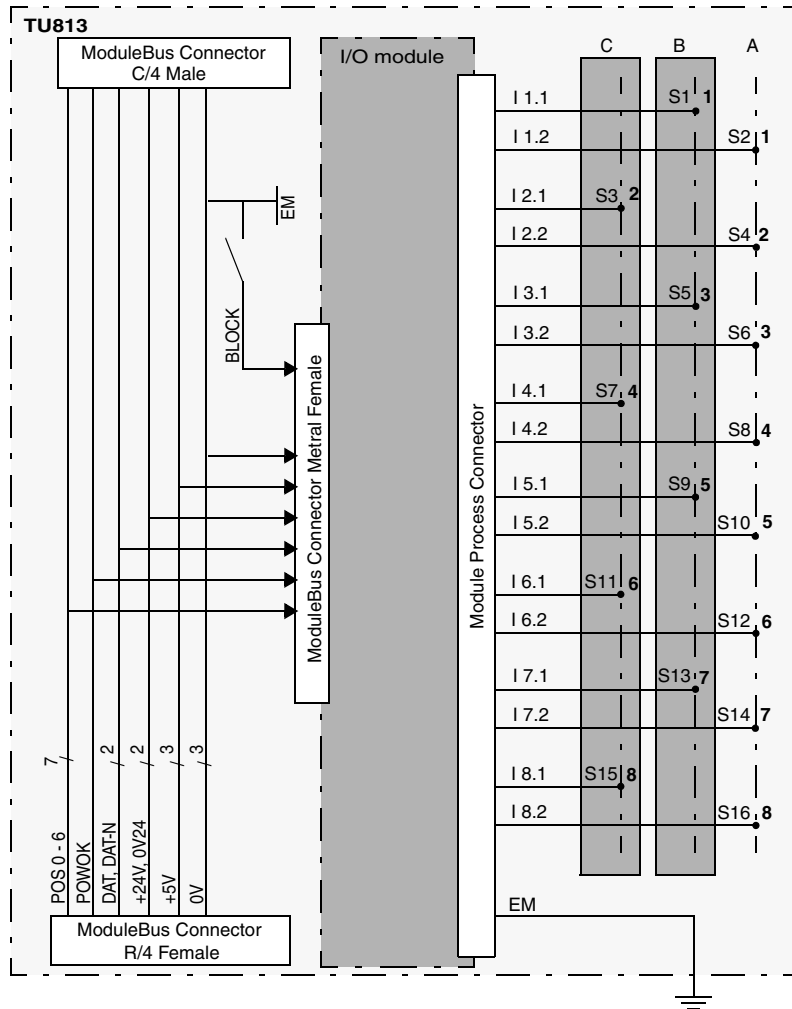 TU813
ModuleBus Connector
C/4 Male
I/O module
C
B
A
I 1.1
S1
1
I 1.2
S2
1
I 2.1
S3
2
I 2.2
S4
2
I 3.1
S5
3
I 3.2
S6
3
I 4.1
S7
4
I 4.2
S8
4
I 5.1
S9
5
I 5.2
S10
5
I 6.1
S11
6
I 6.2
S12
6
I 7.1
S13
7
I 7.2
S14
7
I 8.1
S15
8
I 8.2
S16
8
EM
EM
BLOCK
ModuleBus Connector Metral Female
Module Process Connector
7
2
2
3
3
POS 0 - 6
POWOK
DAT, DAT-N
+24V, 0V24
+5V
0V
ModuleBus Connector
R/4 Female